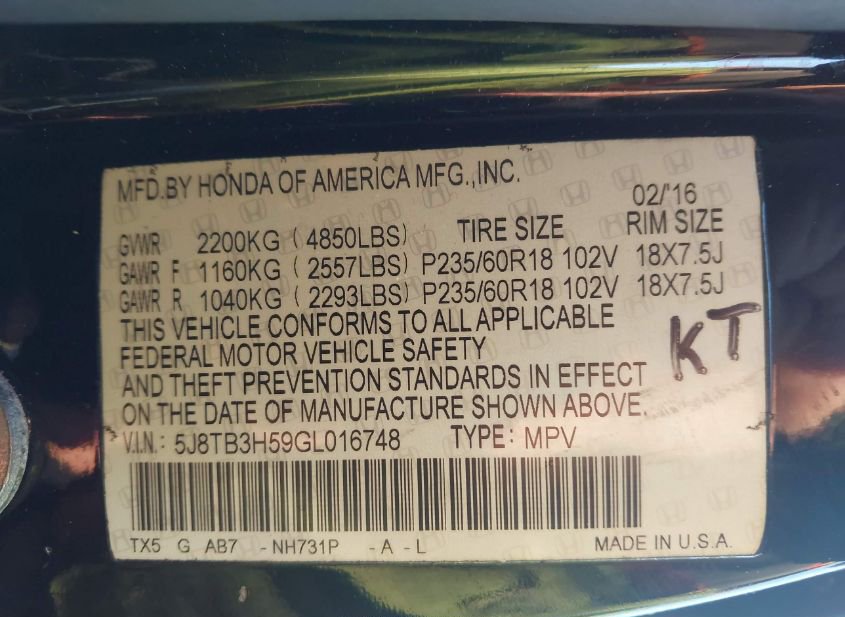 MFD.BY HONDA OF AMERICA MFG.,INC.
02/'16
GVWR 2200KG ( 4850LBS) TIRE SIZE RIM SIZE
GAWR F 1160KG ( 2557LBS) P235/60R18 102V 18X7.5J
GAWR R 1040KG ( 2293LBS) P235/60R18 102V 18X7.5J
THIS VEHICLE CONFORMS TO ALL APPLICABLE
FEDERAL MOTOR VEHICLE SAFETY
AND THEFT PREVENTION STANDARDS IN EFFECT
ON THE DATE OF MANUFACTURE SHOWN ABOVE.
KT
V.I.N: 5J8TB3H59GL016748 TYPE: MPV
TX5 G AB7 -NH731P -A -L MADE IN U.S.A.